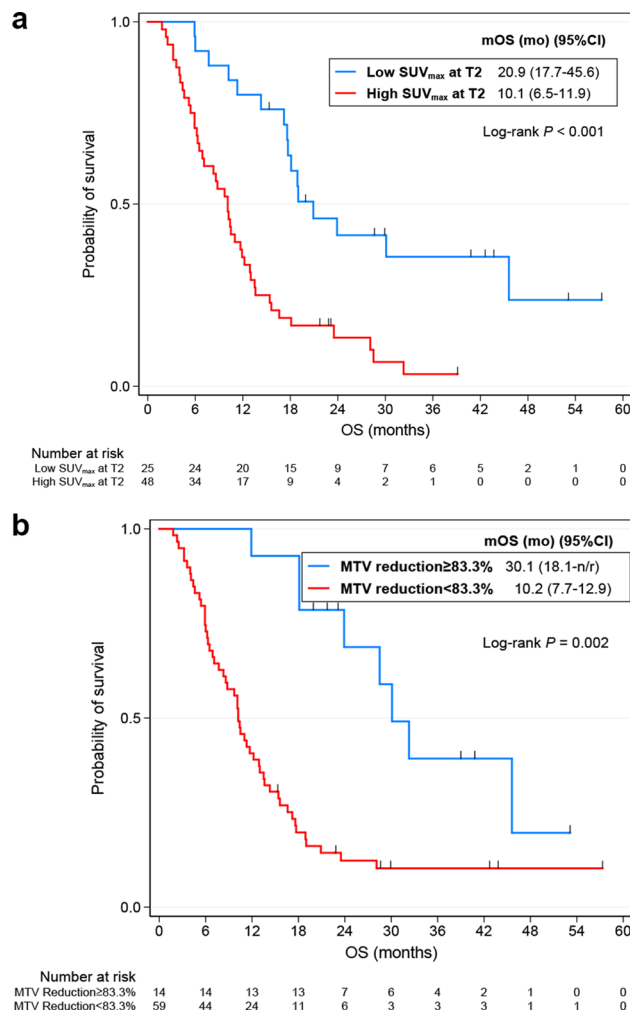 a
mOS (mo) (95%CI)
Low SUVmax at T2 20.9 (17.7-45.6)
High SUVmax at T2 10.1 (6.5-11.9)
Log-rank P < 0.001
Probability of survival
1.0
0.5
0.0
0 6 12 18 24 30 36 42 48 54 60
OS (months)
Number at risk
Low SUVmax at T2 25 24 20 15 9 7 6 5 2 1 0
High SUVmax at T2 48 34 17 9 4 2 1 0 0 0 0
b
mOS (mo) (95%CI)
MTV reduction≥83.3% 30.1 (18.1-n/r)
MTV reduction<83.3% 10.2 (7.7-12.9)
Log-rank P = 0.002
Probability of survival
1.0
0.5
0.0
0 6 12 18 24 30 36 42 48 54 60
OS (months)
Number at risk
MTV Reduction≥83.3% 14 14 13 13 7 6 4 2 1 0 0
MTV Reduction<83.3% 59 44 24 11 6 3 3 3 1 1 0